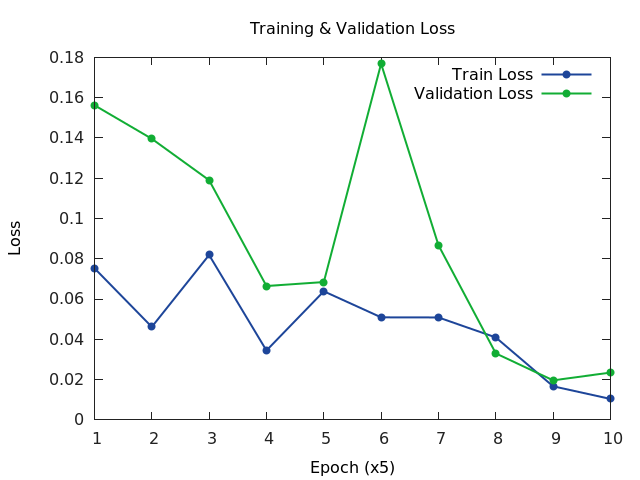 Training & Validation Loss
Train Loss
Validation Loss
0.18
0.16
0.14
0.12
0.1
0.08
0.06
0.04
0.02
0
Loss
1 2 3 4 5 6 7 8 9 10
Epoch (x5)